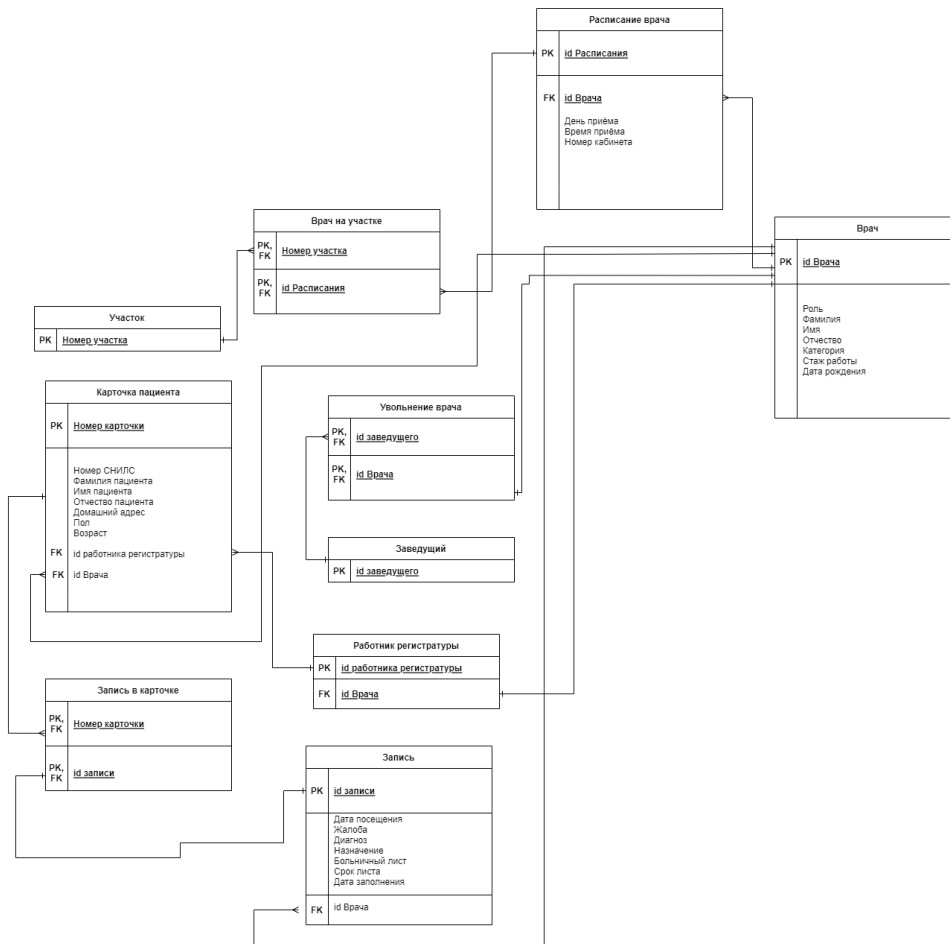 Расписание врача
PK
id Расписания
FK
id Врача
День приёма
Время приёма
Номер кабинета
Врач на участке
PK,
FK
Номер участка
PK,
FK
id Расписания
Врач
PK
id Врача
Роль
Фамилия
Имя
Отчество
Категория
Стаж работы
Дата рождения
Участок
PK
Номер участка
Карточка пациента
PK
Номер карточки
Номер СНИЛС
Фамилия пациента
Имя пациента
Отчество пациента
Домашний адрес
Пол
Возраст
FK
id работника регистратуры
FK
id Врача
Увольнение врача
PK,
FK
id заведущего
PK,
FK
id Врача
Заведущий
PK
id заведущего
Работник регистратуры
PK
id работника регистратуры
FK
id Врача
Запись в карточке
PK,
FK
Номер карточки
PK,
FK
id записи
Запись
PK
id записи
Дата посещения
Жалоба
Диагноз
Назначение
Больничный лист
Срок листа
Дата заполнения
FK
id Врача